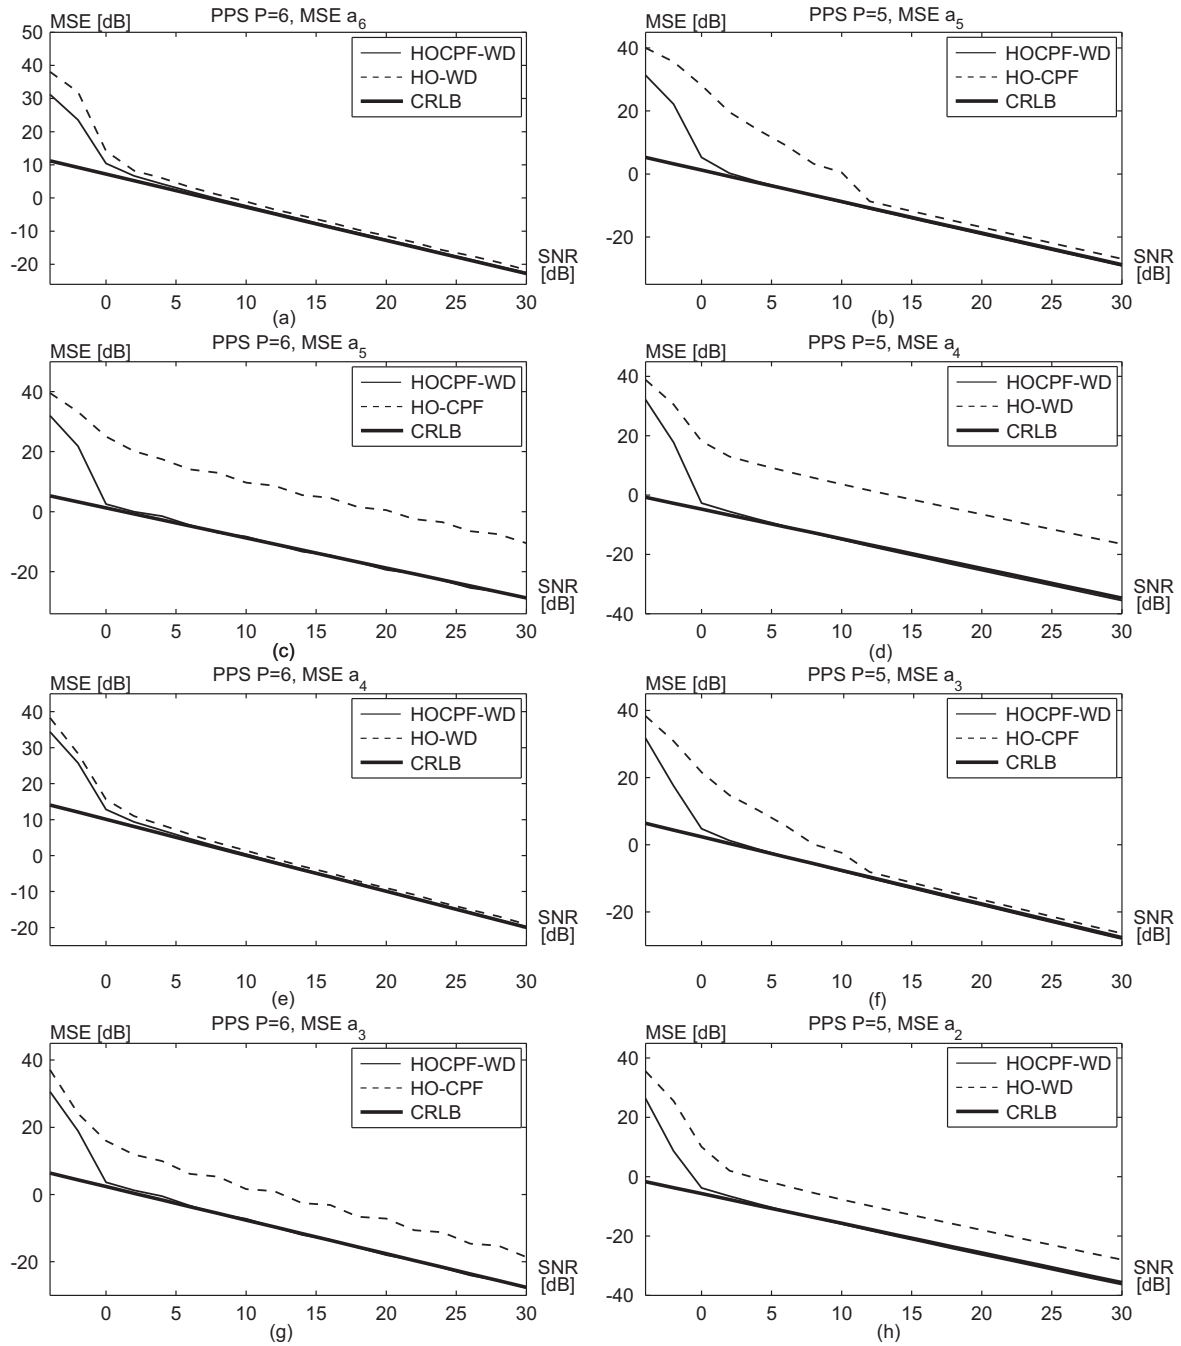 PPS P=6, MSE a6
MSE [dB]
50
40
30
20
10
0
-10
-20
HOCPF-WD
HO-WD
CRLB
SNR
[dB]
0 5 10 15 20 25 30
(a)
PPS P=5, MSE a5
MSE [dB]
40
20
0
-20
HOCPF-WD
HO-CPF
CRLB
SNR
[dB]
0 5 10 15 20 25 30
(b)
PPS P=6, MSE a5
MSE [dB]
40
20
0
-20
HOCPF-WD
HO-CPF
CRLB
SNR
[dB]
0 5 10 15 20 25 30
(c)
PPS P=5, MSE a4
MSE [dB]
40
20
0
-20
-40
HOCPF-WD
HO-WD
CRLB
SNR
[dB]
0 5 10 15 20 25 30
(d)
PPS P=6, MSE a4
MSE [dB]
40
30
20
10
0
-10
-20
HOCPF-WD
HO-WD
CRLB
SNR
[dB]
0 5 10 15 20 25 30
(e)
PPS P=5, MSE a3
MSE [dB]
40
20
0
-20
HOCPF-WD
HO-CPF
CRLB
SNR
[dB]
0 5 10 15 20 25 30
(f)
PPS P=6, MSE a3
MSE [dB]
40
20
0
-20
HOCPF-WD
HO-CPF
CRLB
SNR
[dB]
0 5 10 15 20 25 30
(g)
PPS P=5, MSE a2
MSE [dB]
40
20
0
-20
-40
HOCPF-WD
HO-WD
CRLB
SNR
[dB]
0 5 10 15 20 25 30
(h)